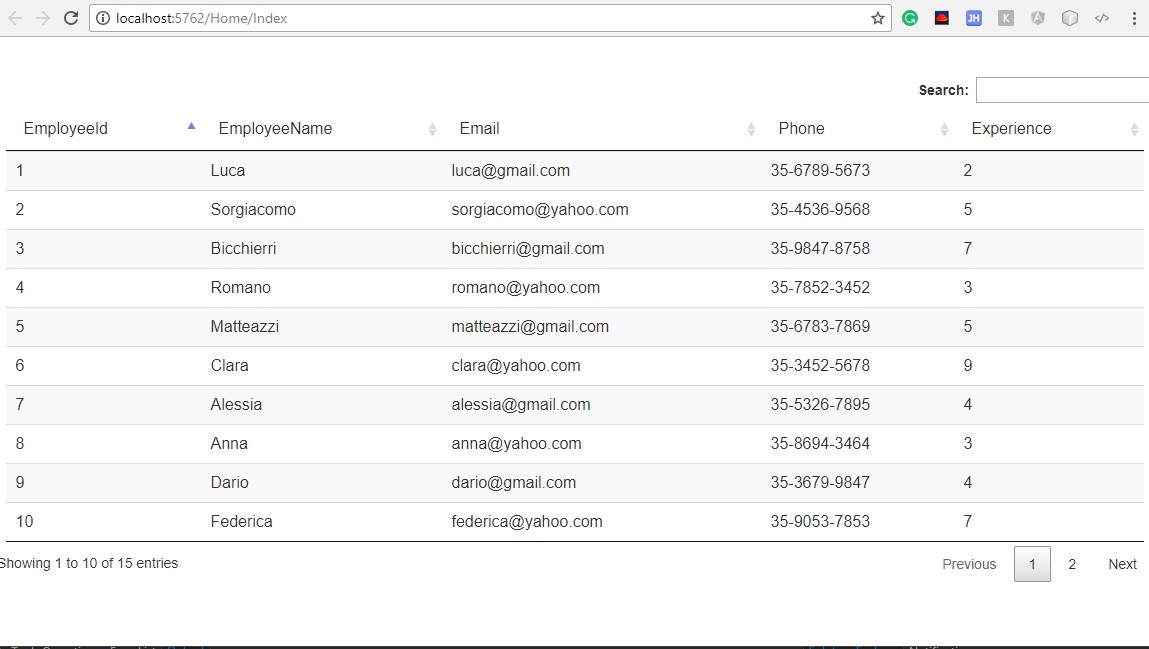 localhost:5762/Home/Index
JH
K
Search:
EmployeeId EmployeeName Email Phone Experience
1 Luca luca@gmail.com 35-6789-5673 2
2 Sorgiacomo sorgiacomo@yahoo.com 35-4536-9568 5
3 Bicchierri bicchierri@gmail.com 35-9847-8758 7
4 Romano romano@yahoo.com 35-7852-3452 3
5 Matteazzi matteazzi@gmail.com 35-6783-7869 5
6 Clara clara@yahoo.com 35-3452-5678 9
7 Alessia alessia@gmail.com 35-5326-7895 4
8 Anna anna@yahoo.com 35-8694-3464 3
9 Dario dario@gmail.com 35-3679-9847 4
10 Federica federica@yahoo.com 35-9053-7853 7
Showing 1 to 10 of 15 entries
Previous 1 2 Next